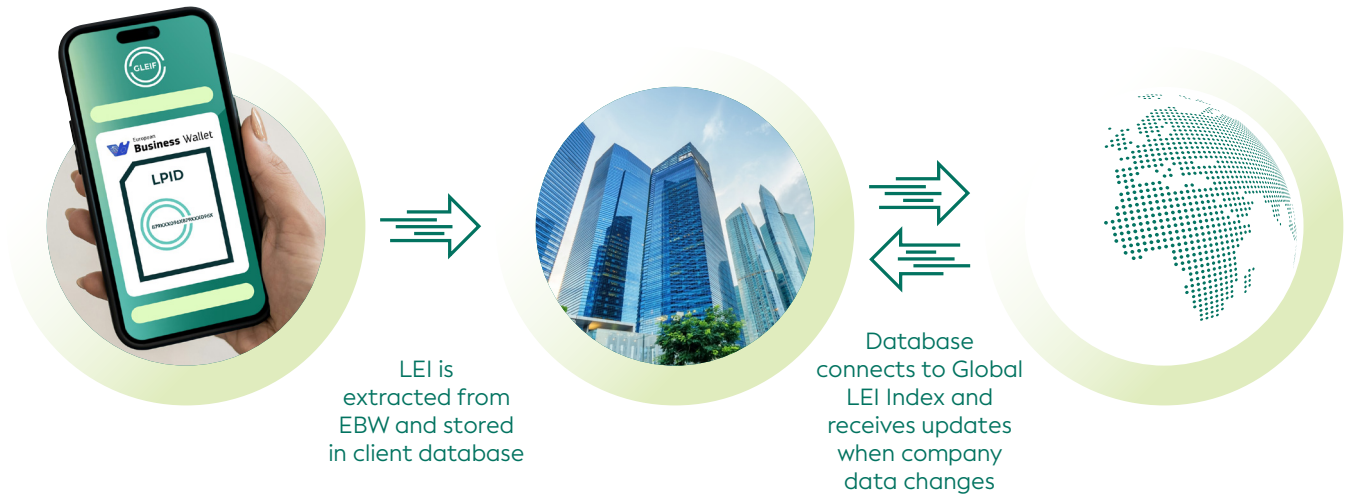 GLEIF
European
Business Wallet
LPID
LEI is
extracted from
EBW and stored
in client database
Database
connects to Global
LEI Index and
receives updates
when company
data changes